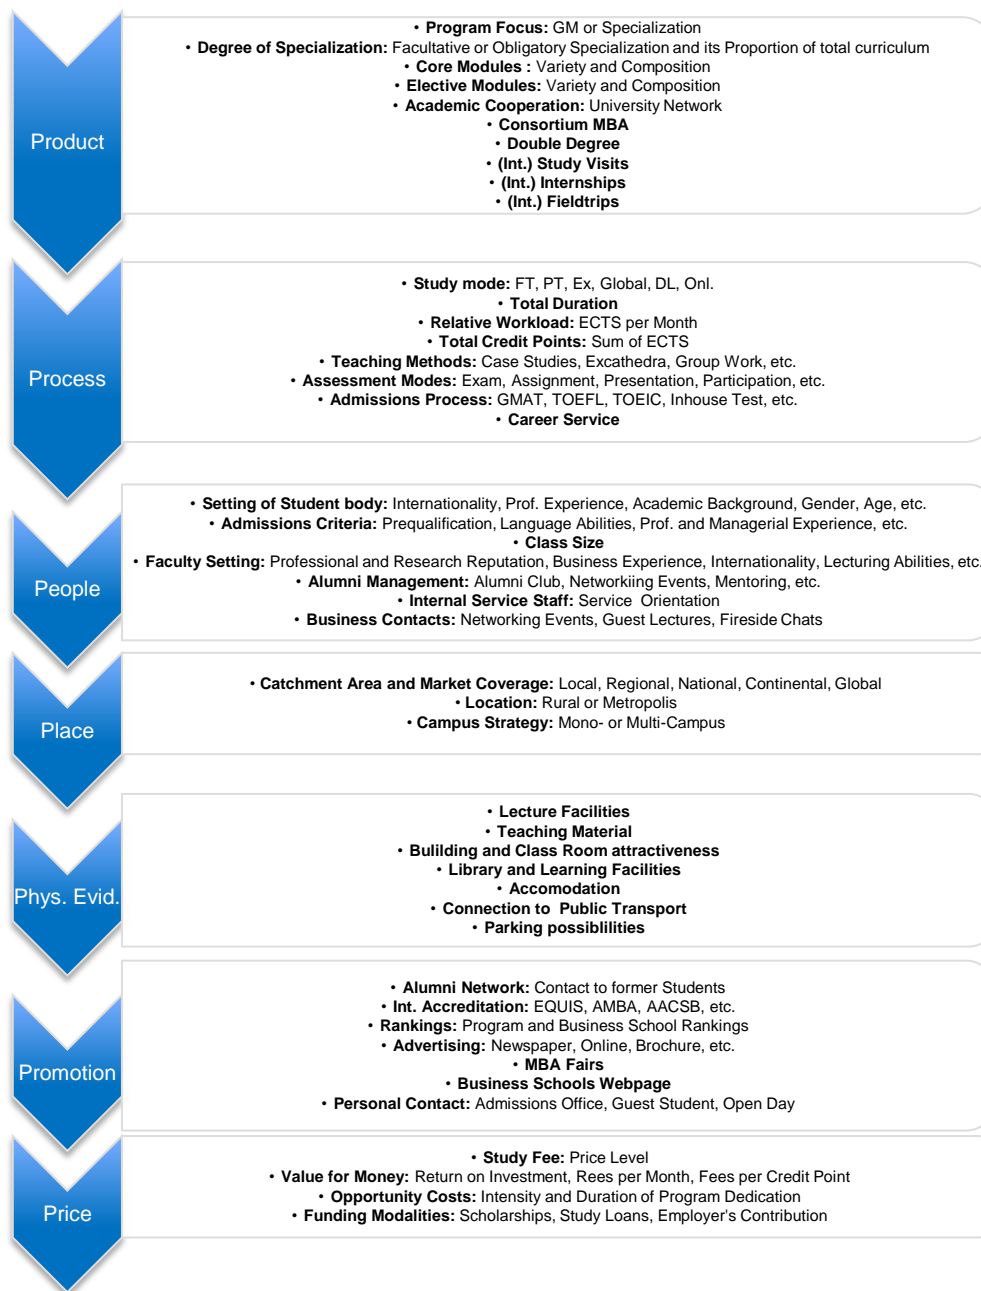 Product
• Program Focus: GM or Specialization
• Degree of Specialization: Facultative or Obligatory Specialization and its Proportion of total curriculum
• Core Modules : Variety and Composition
• Elective Modules: Variety and Composition
• Academic Cooperation: University Network
• Consortium MBA
• Double Degree
• (Int.) Study Visits
• (Int.) Internships
• (Int.) Fieldtrips
Process
• Study mode: FT, PT, Ex, Global, DL, Onl.
• Total Duration
• Relative Workload: ECTS per Month
• Total Credit Points: Sum of ECTS
• Teaching Methods: Case Studies, Excathedra, Group Work, etc.
• Assessment Modes: Exam, Assignment, Presentation, Participation, etc.
• Admissions Process: GMAT, TOEFL, TOEIC, Inhouse Test, etc.
• Career Service
People
• Setting of Student body: Internationality, Prof. Experience, Academic Background, Gender, Age, etc.
• Admissions Criteria: Prequalification, Language Abilities, Prof. and Managerial Experience, etc.
• Class Size
• Faculty Setting: Professional and Research Reputation, Business Experience, Internationality, Lecturing Abilities, etc.
• Alumni Management: Alumni Club, Networkiing Events, Mentoring, etc.
• Internal Service Staff: Service Orientation
• Business Contacts: Networking Events, Guest Lectures, Fireside Chats
Place
• Catchment Area and Market Coverage: Local, Regional, National, Continental, Global
• Location: Rural or Metropolis
• Campus Strategy: Mono- or Multi-Campus
Phys. Evid.
• Lecture Facilities
• Teaching Material
• Bulilding and Class Room attractiveness
• Library and Learning Facilities
• Accomodation
• Connection to Public Transport
• Parking possiblilities
Promotion
• Alumni Network: Contact to former Students
• Int. Accreditation: EQUIS, AMBA, AACSB, etc.
• Rankings: Program and Business School Rankings
• Advertising: Newspaper, Online, Brochure, etc.
• MBA Fairs
• Business Schools Webpage
• Personal Contact: Admissions Office, Guest Student, Open Day
Price
• Study Fee: Price Level
• Value for Money: Return on Investment, Rees per Month, Fees per Credit Point
• Opportunity Costs: Intensity and Duration of Program Dedication
• Funding Modalities: Scholarships, Study Loans, Employer's Contribution